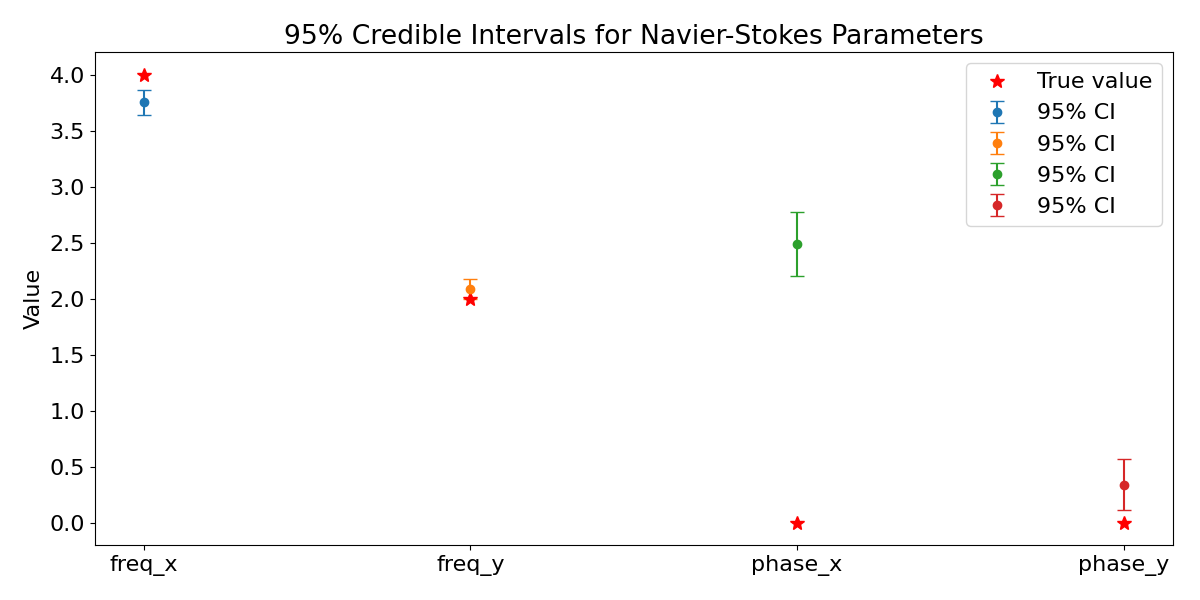 95% Credible Intervals for Navier-Stokes Parameters
True value
95% CI
95% CI
95% CI
95% CI
Value
4.0
3.5
3.0
2.5
2.0
1.5
1.0
0.5
0.0
freq_x
freq_y
phase_x
phase_y